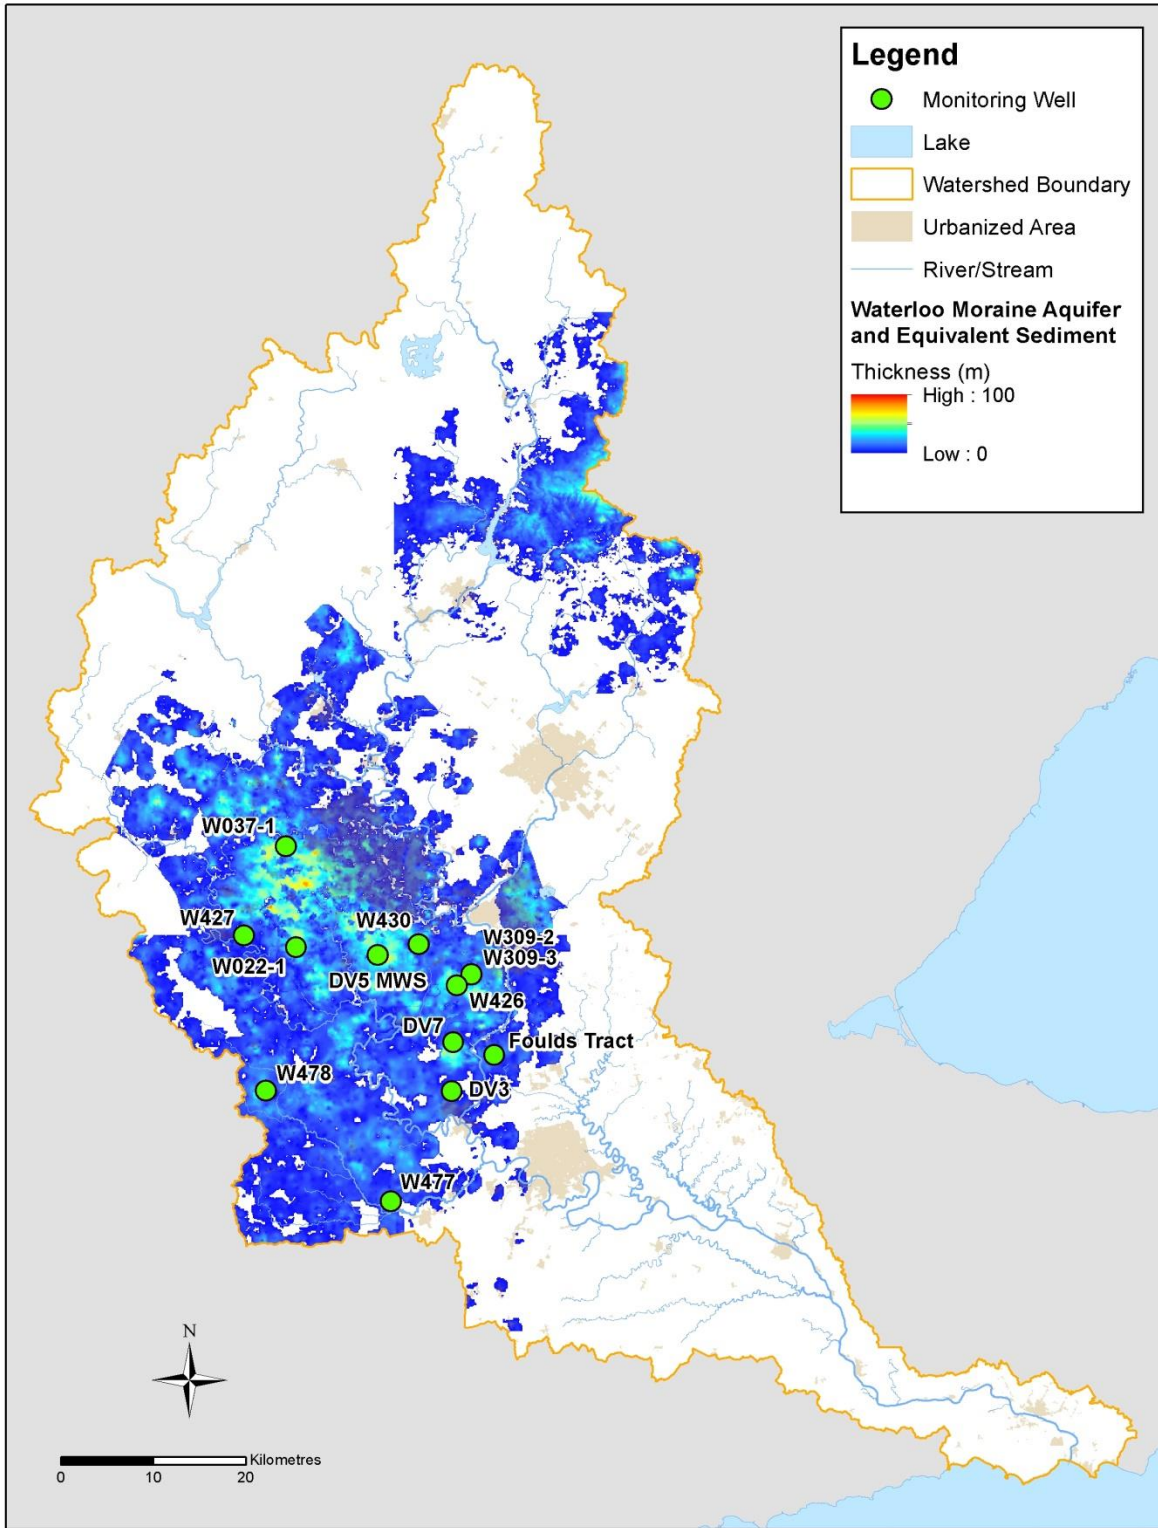 Legend
Monitoring Well
Lake
Watershed Boundary
Urbanized Area
River/Stream
Waterloo Moraine Aquifer
and Equivalent Sediment
Thickness (m)
High : 100
Low : 0
W037-1
W427
W430
W022-1
W309-2
W309-3
DV5 MWS
W426
DV7
Foulds Tract
W478
DV3
W477
N
Kilometres
0 10 20